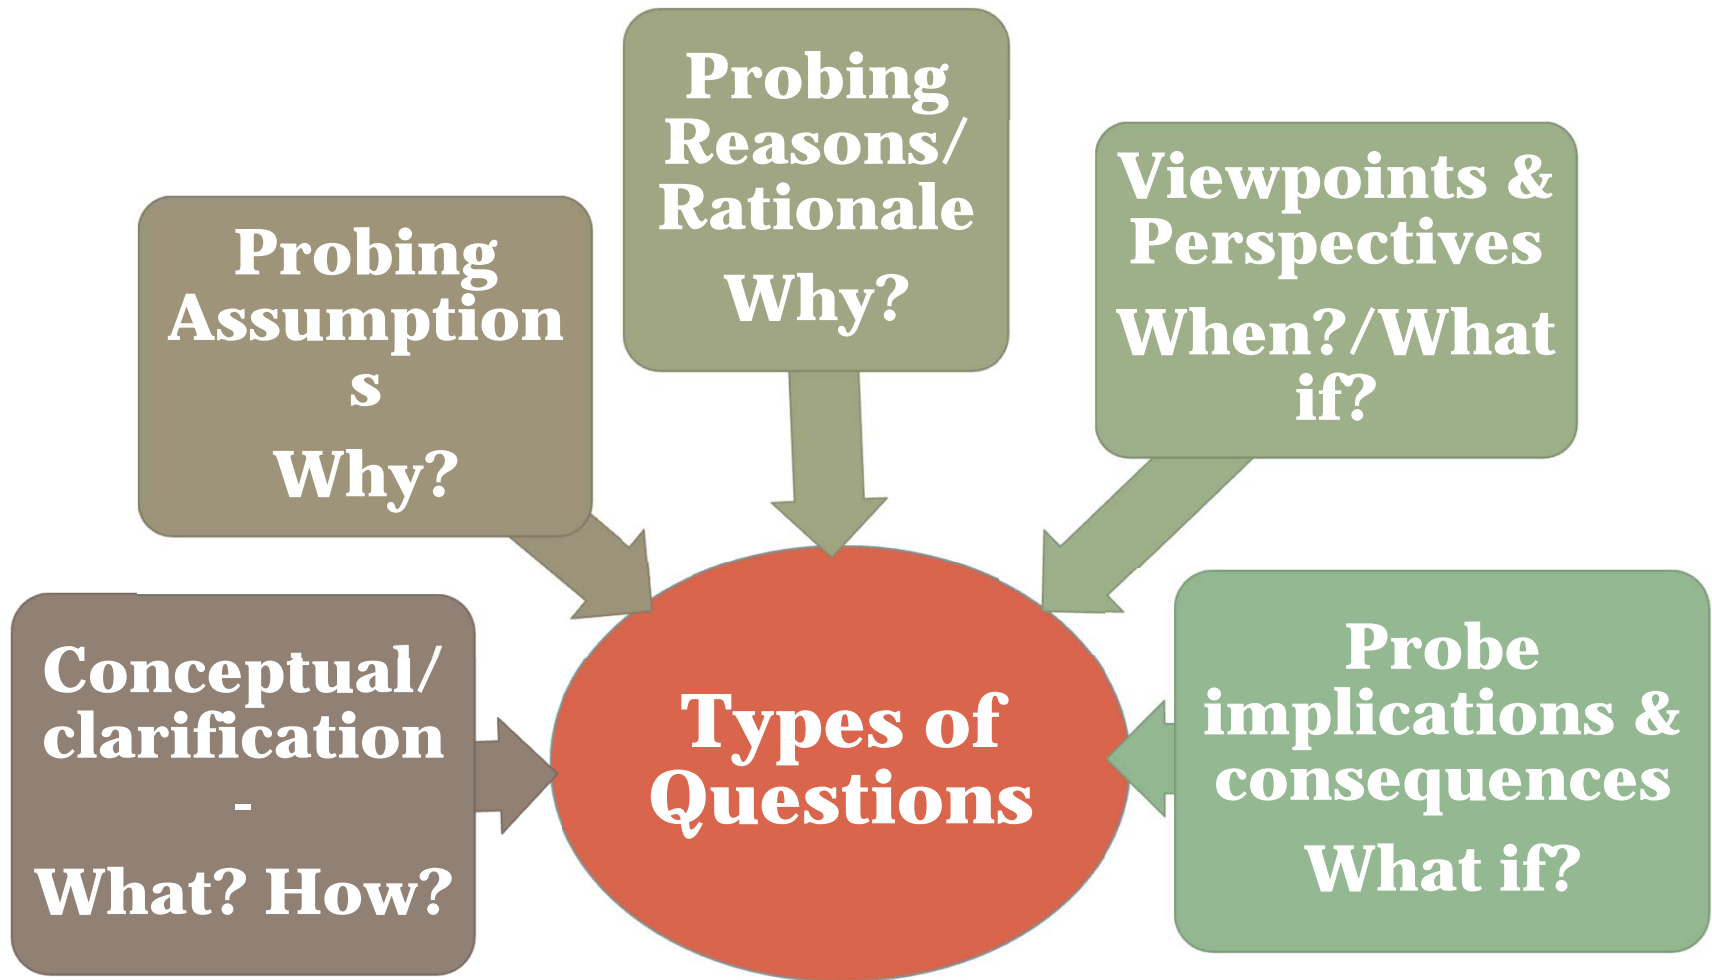 Conceptual/
clarification
-
What? How?
Probing
Assumption
s
Why?
Probing
Reasons/
Rationale
Why?
Viewpoints &
Perspectives
When?/What
if?
Probe
implications &
consequences
What if?
Types of
Questions